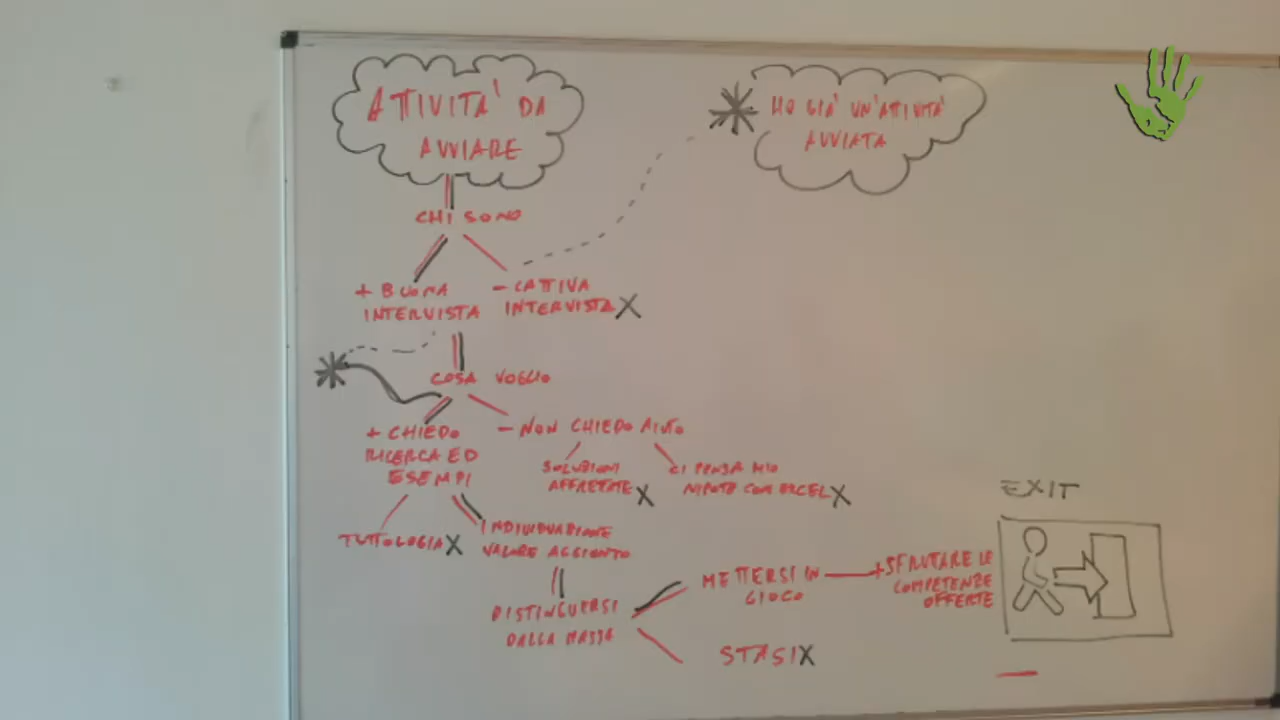 ATTIVITA' DA
AVVIARE
HO GIA' UN'ATTIVITA'
AVVIATA
CHI SONO
+ BUONA
INTERVISTA
- CATTIVA
INTERVISTA X
COSA VOGLIO
+ CHIEDO
RICERCA ED
ESEMPI
- NON CHIEDO AIUTO
SOLUZIONI
AFFRETTATE X
CI PENSA MIO
NIPOTE CON EXCEL X
TUTTOLOGIA X
INDIVIDUAZIONE
VALORE AGGIUNTO
DISTINGUERSI
DALLA MASSA
METTERSI IN
GIOCO
STASI X
+ SFRUTTARE LE
COMPETENZE
OFFERTE
EXIT